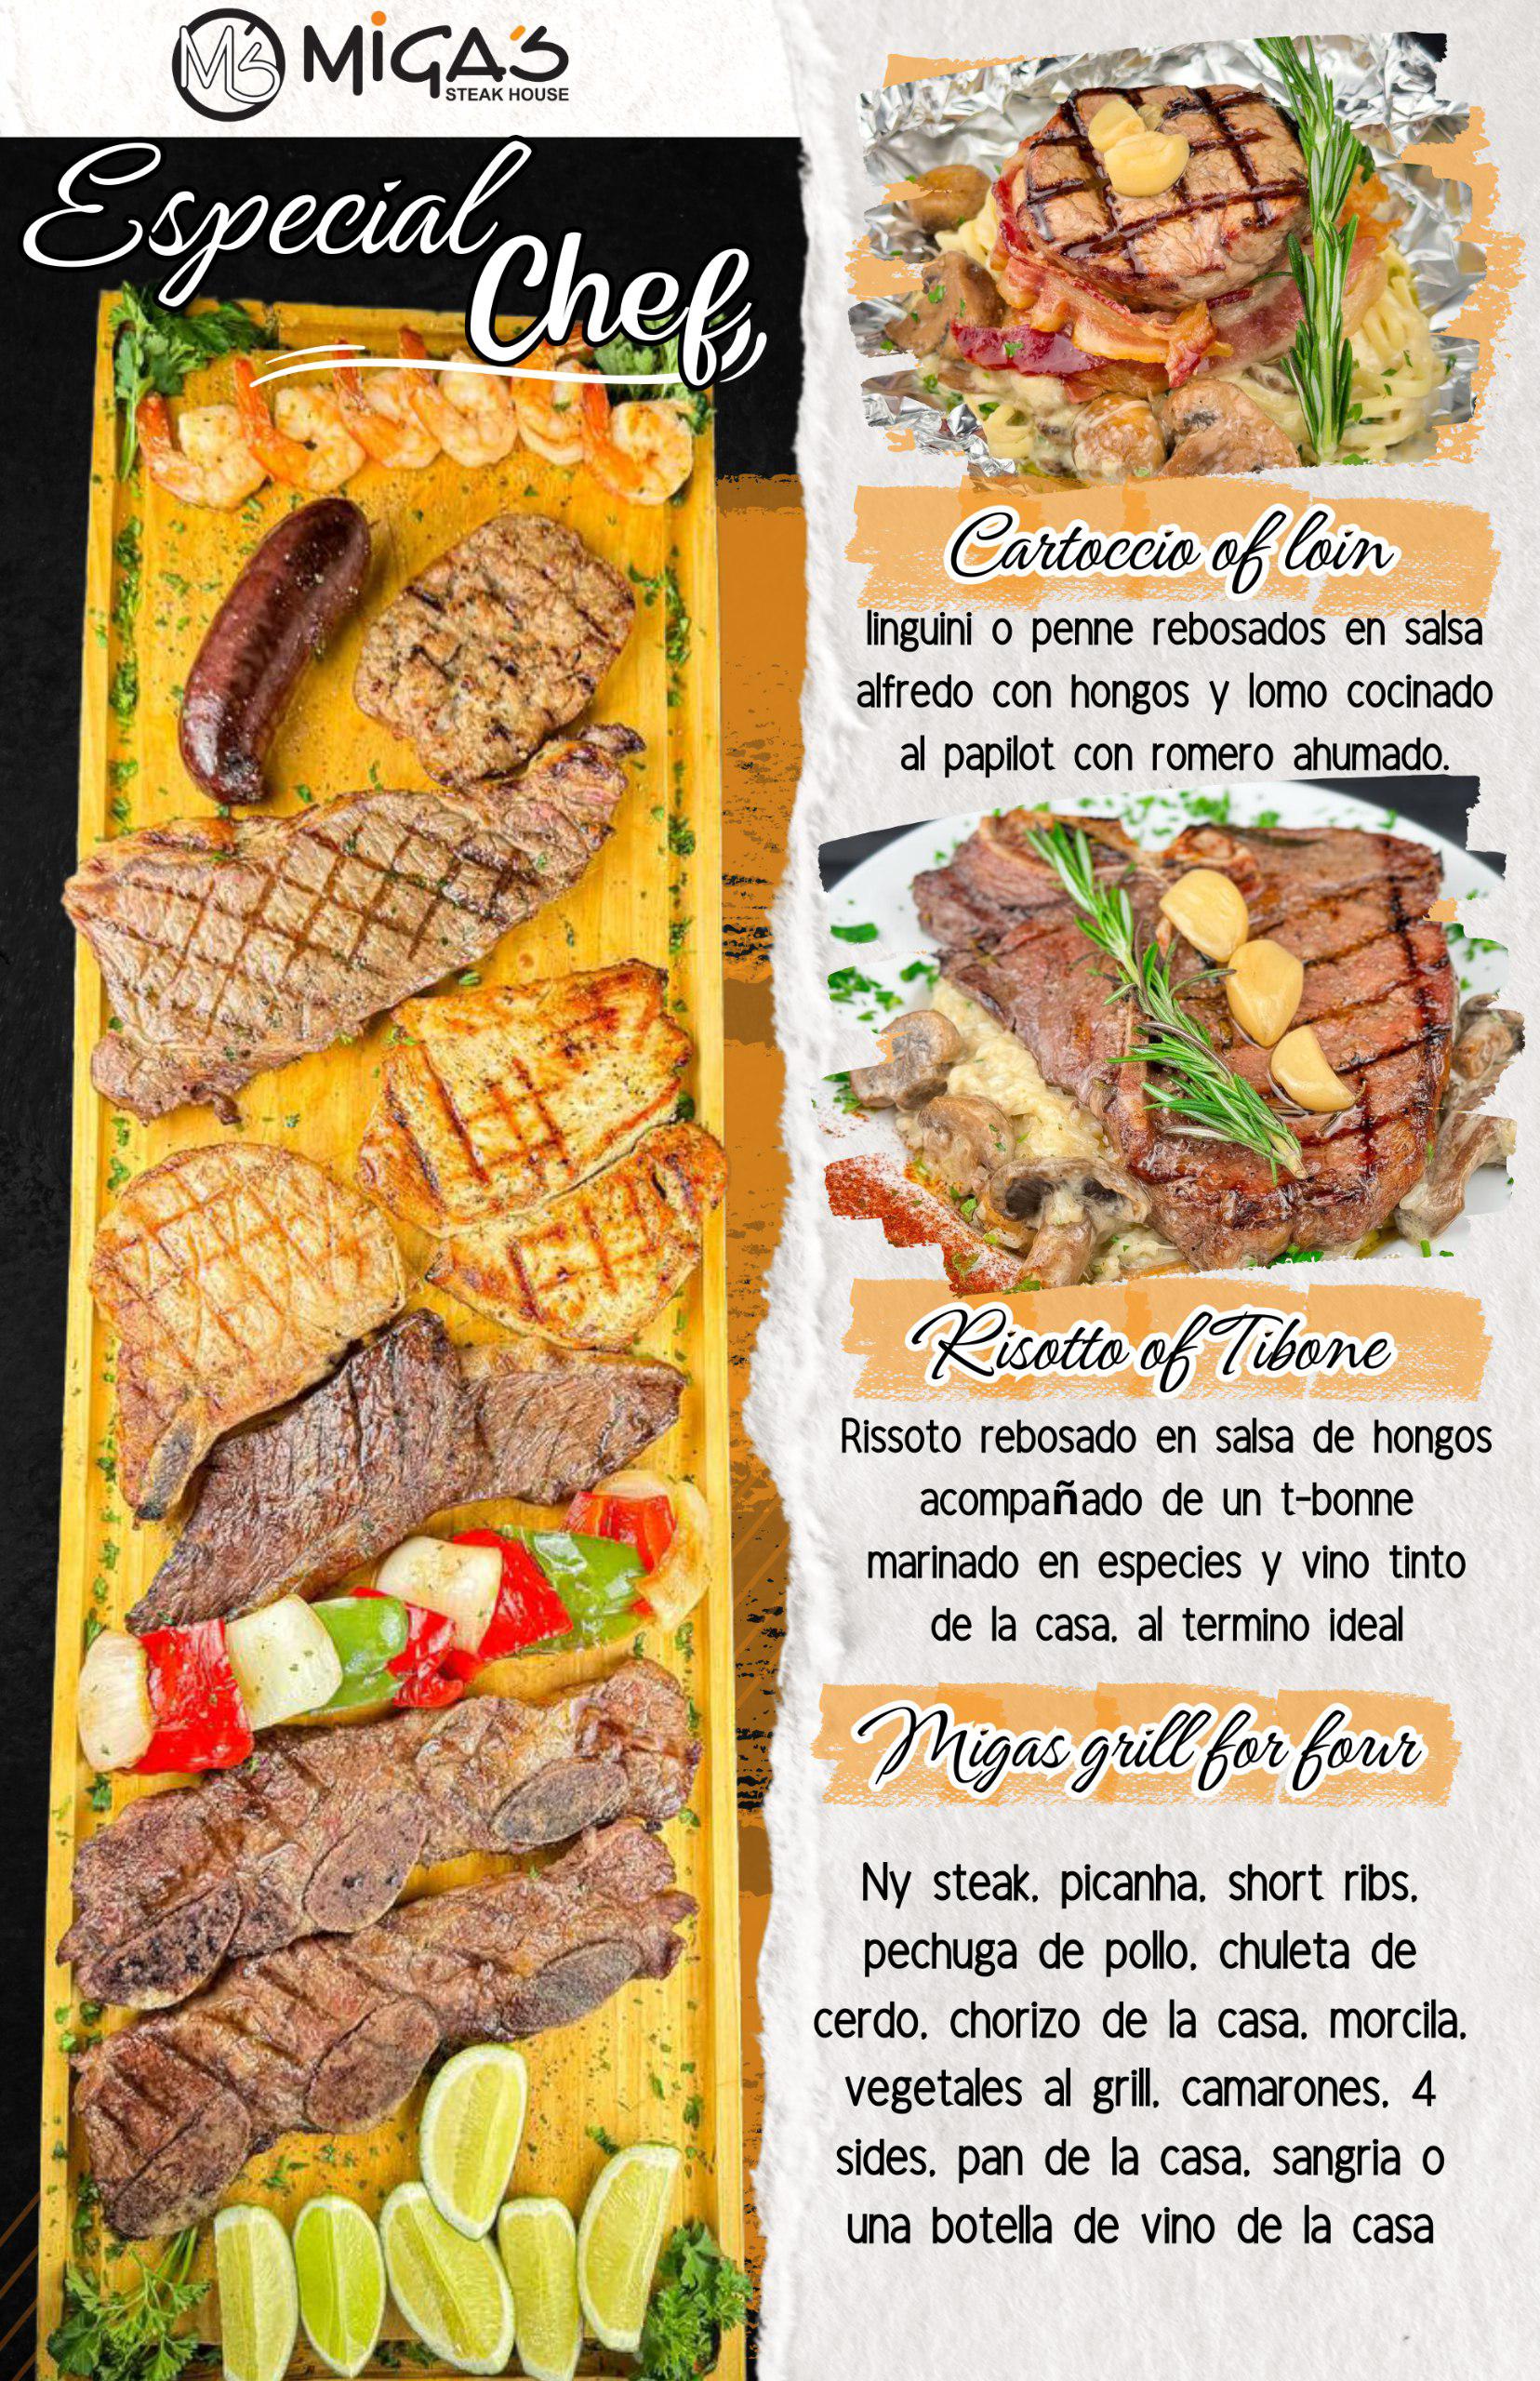 MS MiGA'S
STEAK HOUSE
Especial
Chef
Cartoccio of loin
linguini o penne rebosados en salsa
alfredo con hongos y lomo cocinado
al papilot con romero ahumado.
Risotto of Tibone
Rissoto rebosado en salsa de hongos
acompañado de un t-bonne
marinado en especies y vino tinto
de la casa, al termino ideal
Migas grill for four
Ny steak, picanha, short ribs,
pechuga de pollo, chuleta de
cerdo, chorizo de la casa, morcila,
vegetales al grill, camarones, 4
sides, pan de la casa, sangria o
una botella de vino de la casa